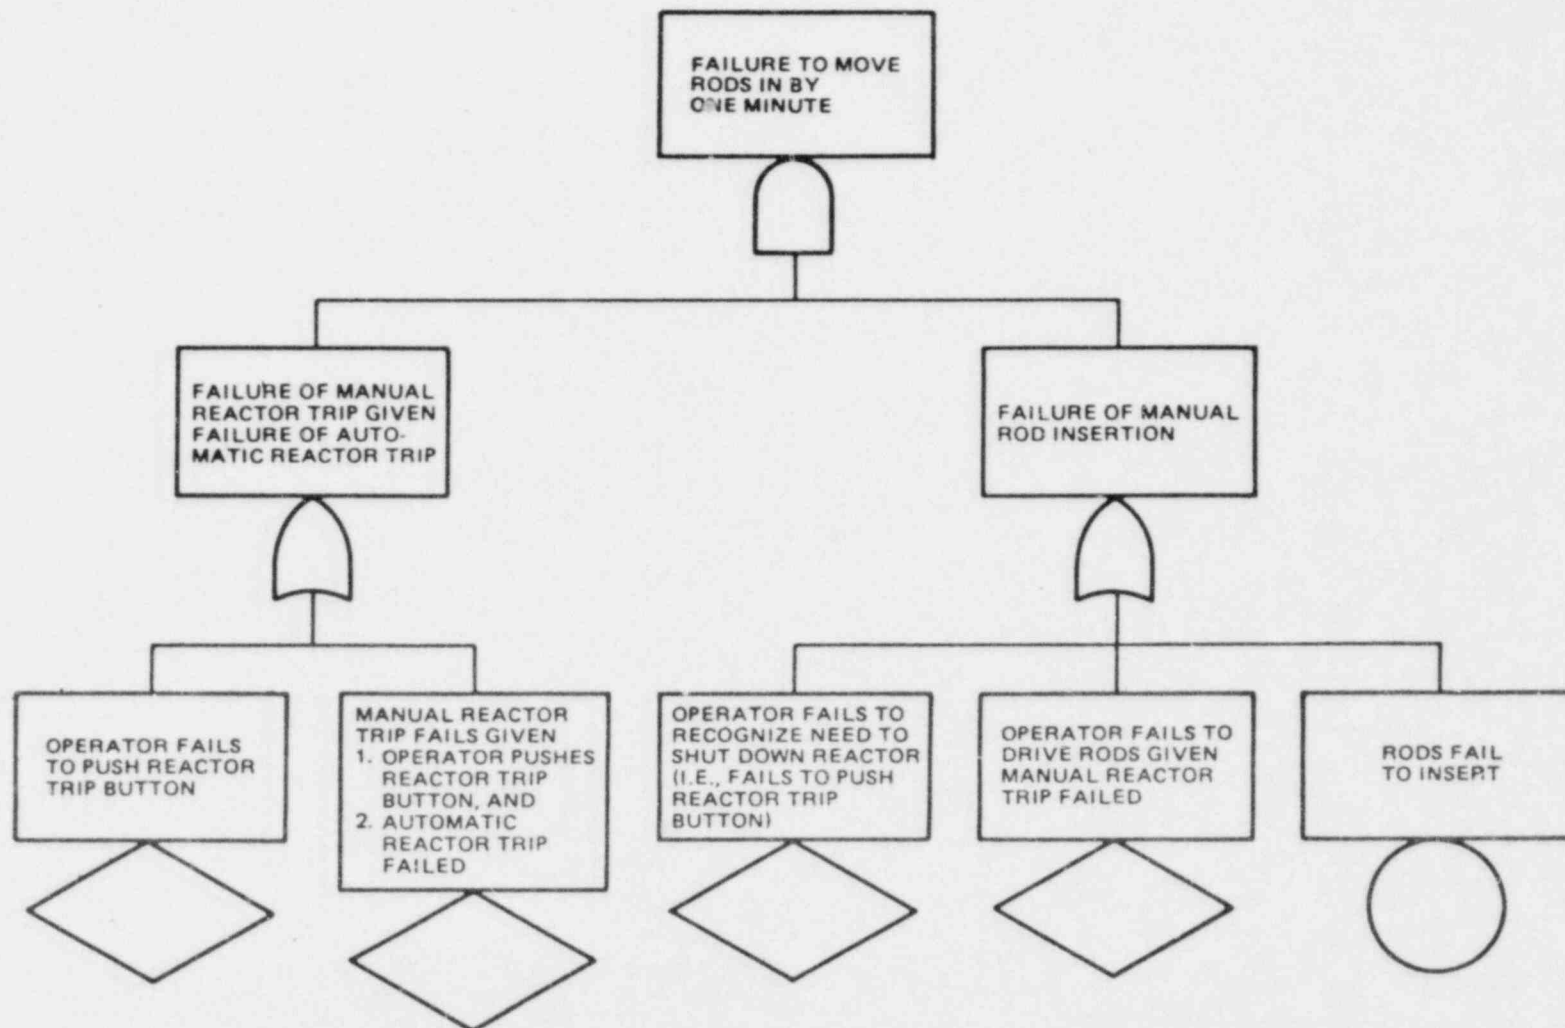 FAILURE TO MOVE
RODS IN BY
ONE MINUTE
FAILURE OF MANUAL
REACTOR TRIP GIVEN
FAILURE OF AUTO-
MATIC REACTOR TRIP
FAILURE OF MANUAL
ROD INSERTION
OPERATOR FAILS
TO PUSH REACTOR
TRIP BUTTON
MANUAL REACTOR
TRIP FAILS GIVEN
1. OPERATOR PUSHES
REACTOR TRIP
BUTTON, AND
2. AUTOMATIC
REACTOR TRIP
FAILED
OPERATOR FAILS TO
RECOGNIZE NEED TO
SHUT DOWN REACTOR
(I.E., FAILS TO PUSH
REACTOR TRIP
BUTTON)
OPERATOR FAILS TO
DRIVE RODS GIVEN
MANUAL REACTOR
TRIP FAILED
RODS FAIL
TO INSERT